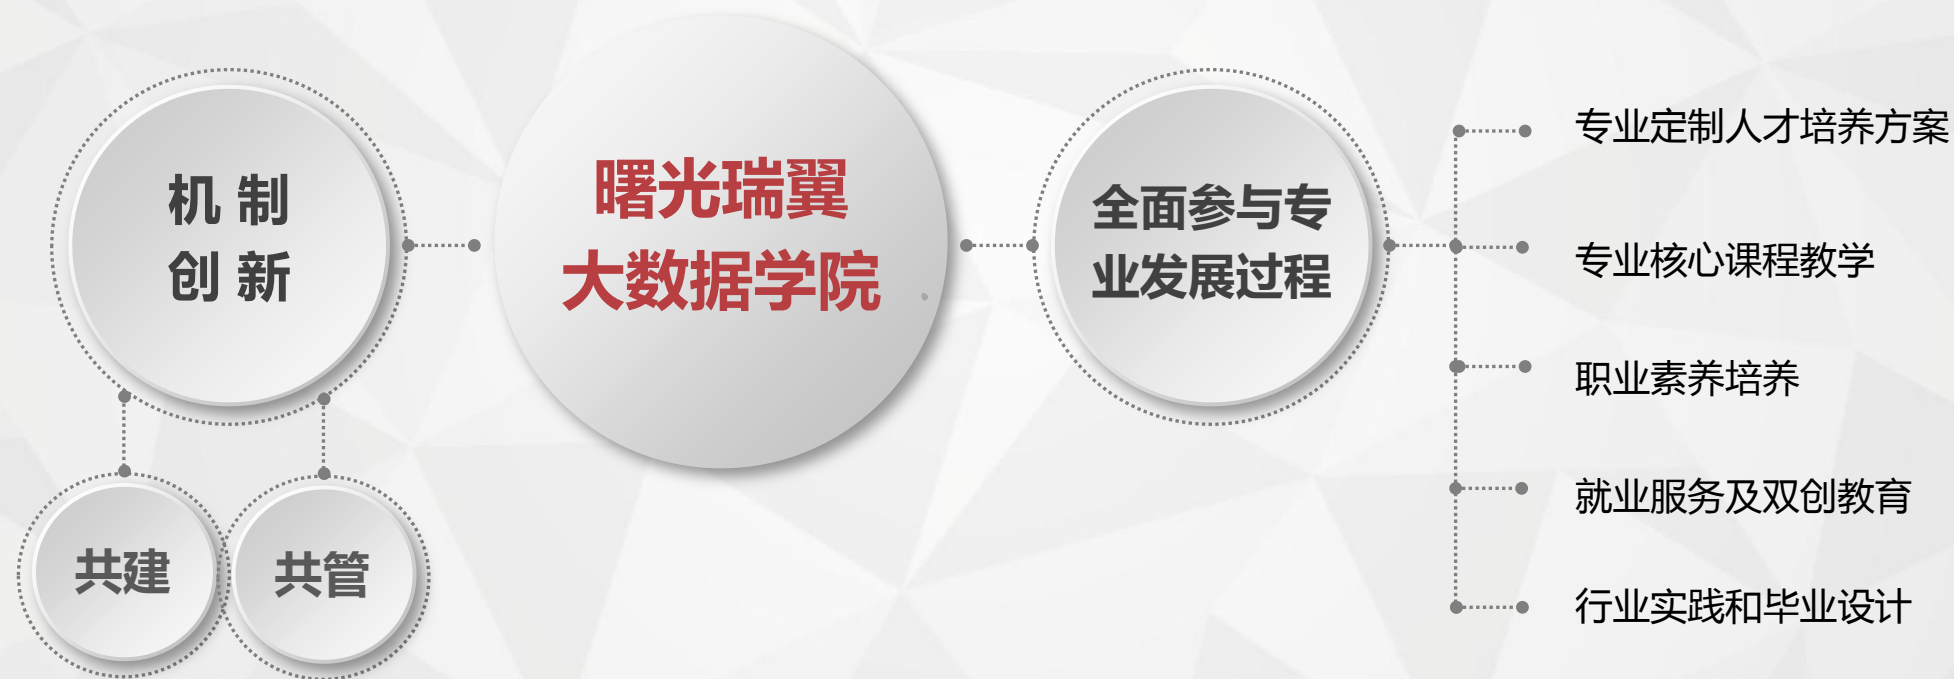 机 制
创 新
共建
共管
曙光瑞翼
大数据学院
全面参与专
业发展过程
专业定制人才培养方案
专业核心课程教学
职业素养培养
就业服务及双创教育
行业实践和毕业设计